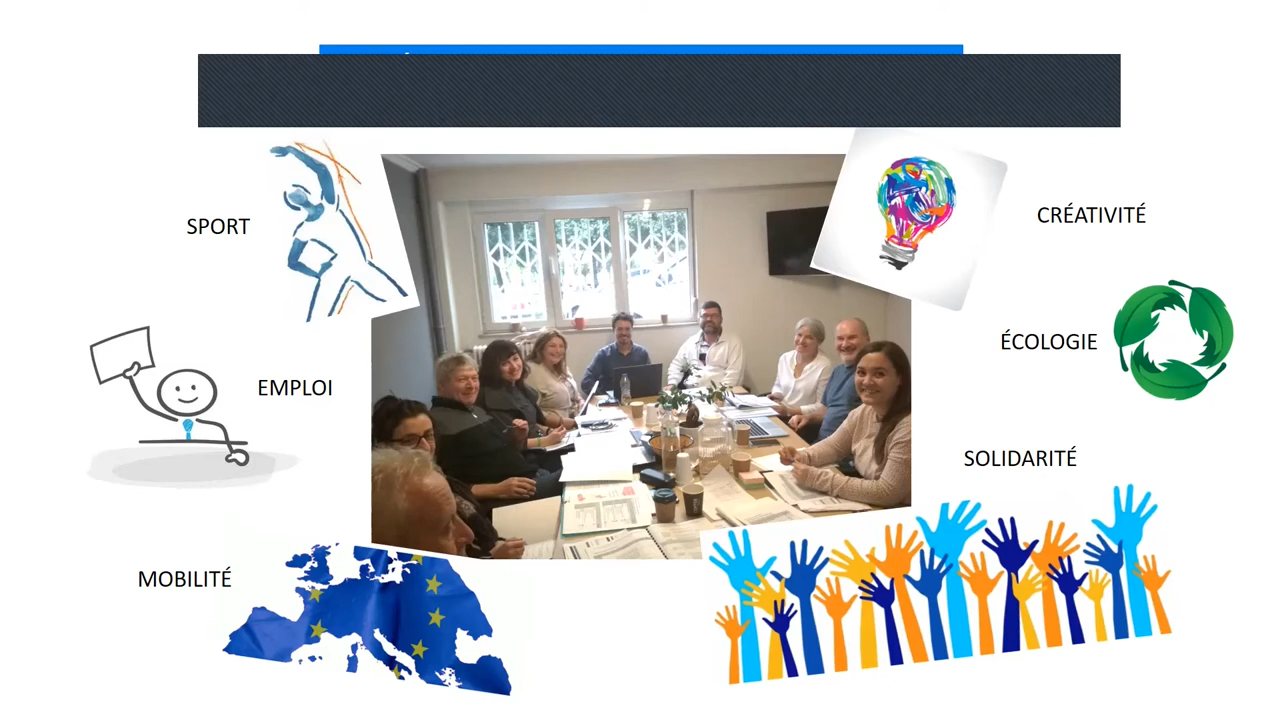 SPORT
CRÉATIVITÉ
ÉCOLOGIE
EMPLOI
SOLIDARITÉ
MOBILITÉ